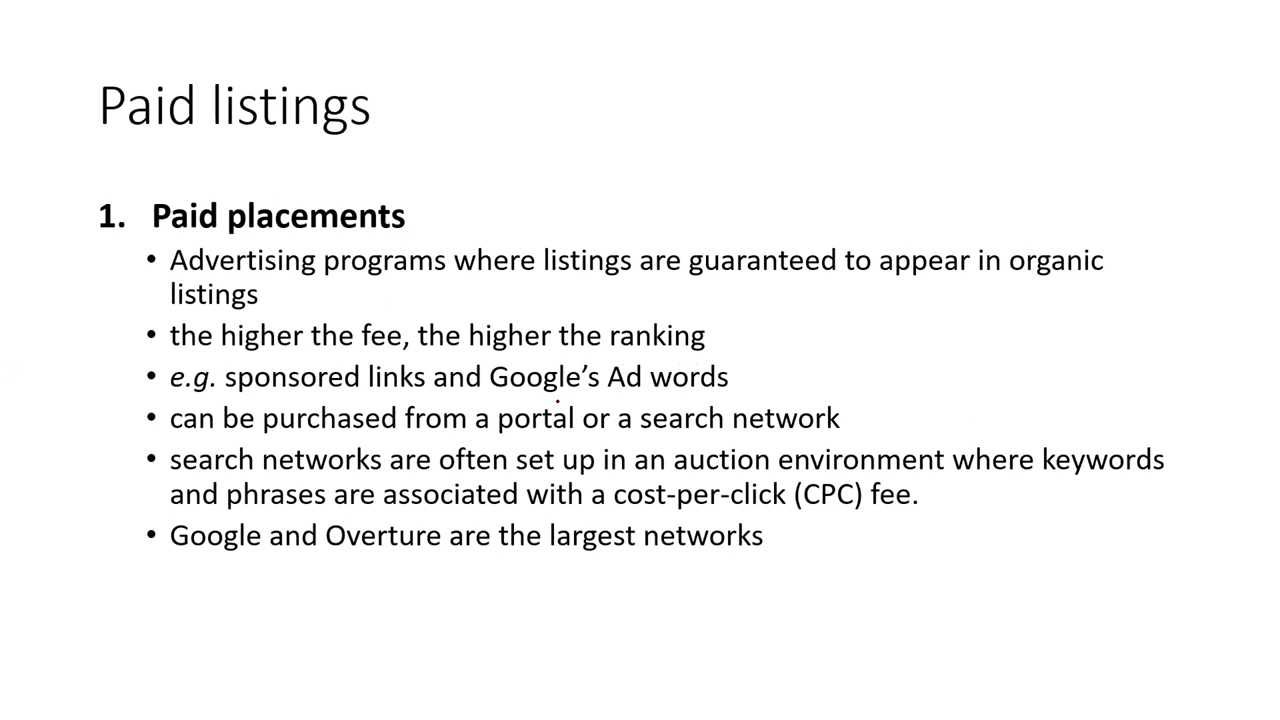 Paid listings
1. Paid placements
• Advertising programs where listings are guaranteed to appear in organic
listings
• the higher the fee, the higher the ranking
• e.g. sponsored links and Google’s Ad words
• can be purchased from a portal or a search network
• search networks are often set up in an auction environment where keywords
and phrases are associated with a cost-per-click (CPC) fee.
• Google and Overture are the largest networks